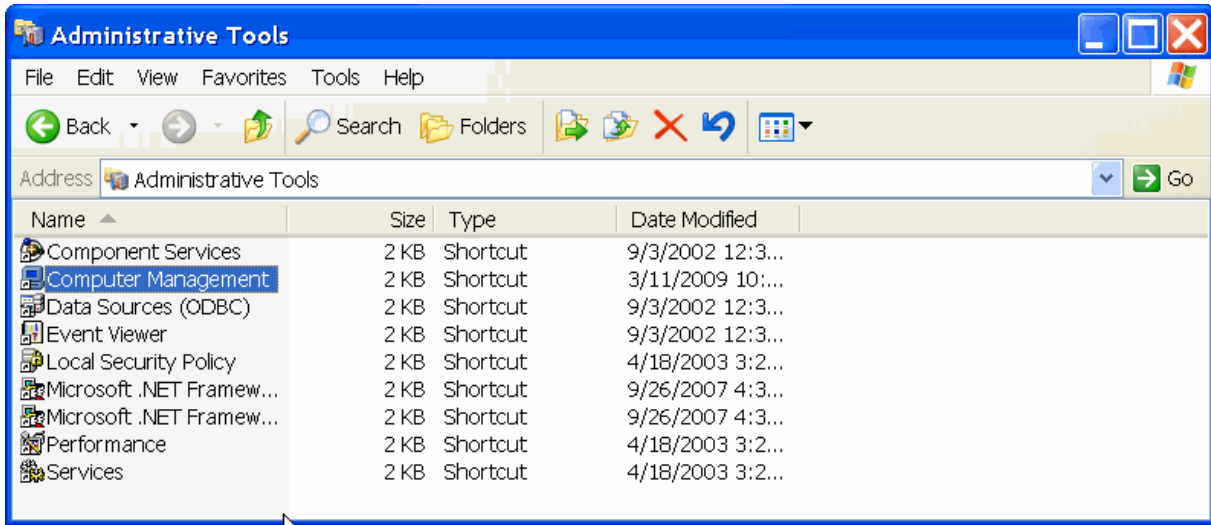 Administrative Tools
File Edit View Favorites Tools Help
Back Search Folders
Address Administrative Tools Go
Name Size Type Date Modified
Component Services 2 KB Shortcut 9/3/2002 12:3...
Computer Management 2 KB Shortcut 3/11/2009 10:...
Data Sources (ODBC) 2 KB Shortcut 9/3/2002 12:3...
Event Viewer 2 KB Shortcut 9/3/2002 12:3...
Local Security Policy 2 KB Shortcut 4/18/2003 3:2...
Microsoft .NET Framew... 2 KB Shortcut 9/26/2007 4:3...
Microsoft .NET Framew... 2 KB Shortcut 9/26/2007 4:3...
Performance 2 KB Shortcut 4/18/2003 3:2...
Services 2 KB Shortcut 4/18/2003 3:2...